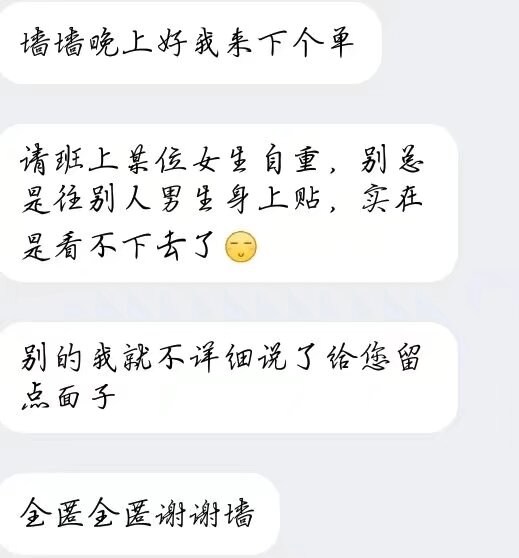 墙墙晚上好我来下个单
请班上某位女生自重，别总
是往别人男生身上贴，实在
是看不下去了
别的我就不详细说了给您留
点面子
全匿全匿谢谢墙